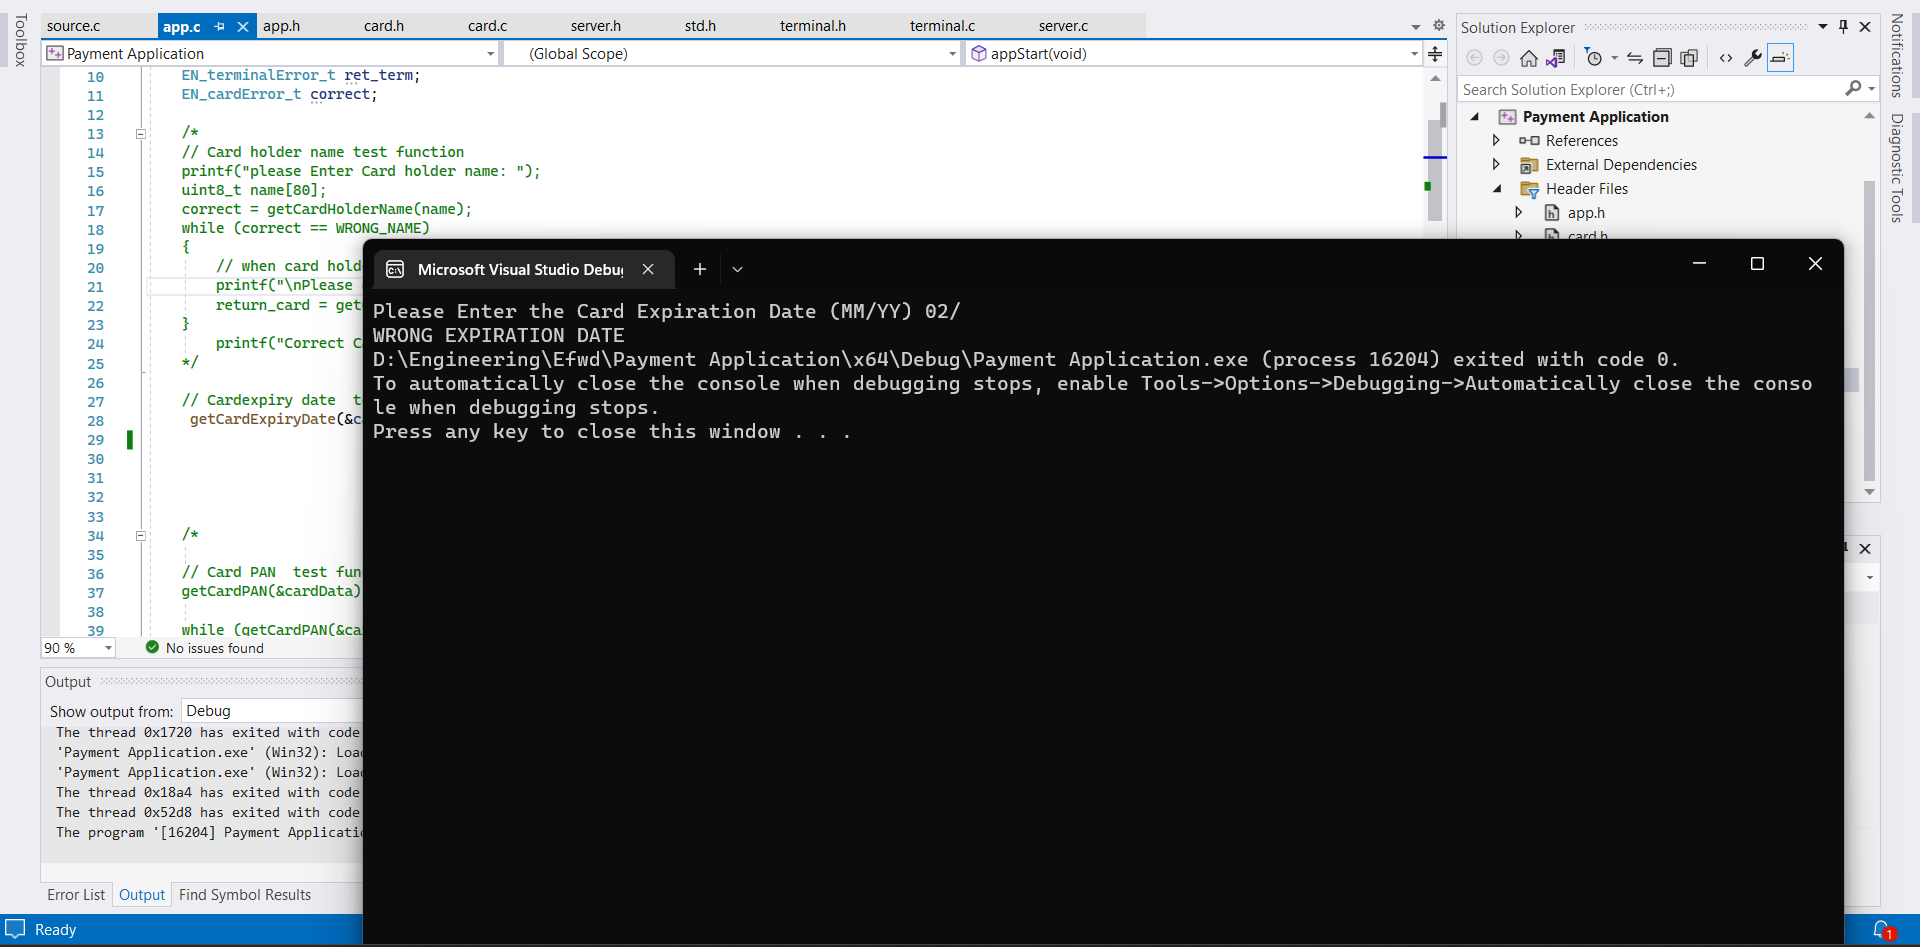 Toolbox
source.c
app.c
app.h
card.h
card.c
server.h
std.h
terminal.h
terminal.c
server.c
Payment Application
(Global Scope)
appStart(void)
10 EN_terminalError_t ret_term;
11 EN_cardError_t correct;
12
13 /*
14 // Card holder name test function
15 printf("please Enter Card holder name: ");
16 uint8_t name[80];
17 correct = getCardHolderName(name);
18 while (correct == WRONG_NAME)
19 {
20 // when card hold
21 printf("\nPlease
22 return_card = get
23 }
24 printf("Correct C
25 */
26
27 // Cardexpiry date t
28 getCardExpiryDate(&c
29
30
31
32
33
34 /*
35
36 // Card PAN test fun
37 getCardPAN(&cardData)
38
39 while (getCardPAN(&ca
90 %
No issues found
Output
Show output from: Debug
The thread 0x1720 has exited with code
'Payment Application.exe' (Win32): Load
'Payment Application.exe' (Win32): Load
The thread 0x18a4 has exited with code
The thread 0x52d8 has exited with code
The program '[16204] Payment Applicatio
Error List
Output
Find Symbol Results
Ready
Microsoft Visual Studio Debu
Please Enter the Card Expiration Date (MM/YY) 02/
WRONG EXPIRATION DATE
D:\Engineering\Efwd\Payment Application\x64\Debug\Payment Application.exe (process 16204) exited with code 0.
To automatically close the console when debugging stops, enable Tools->Options->Debugging->Automatically close the conso
le when debugging stops.
Press any key to close this window . . .
Solution Explorer
Search Solution Explorer (Ctrl+;)
Payment Application
References
External Dependencies
Header Files
app.h
card.h
Notifications
Diagnostic Tools
1